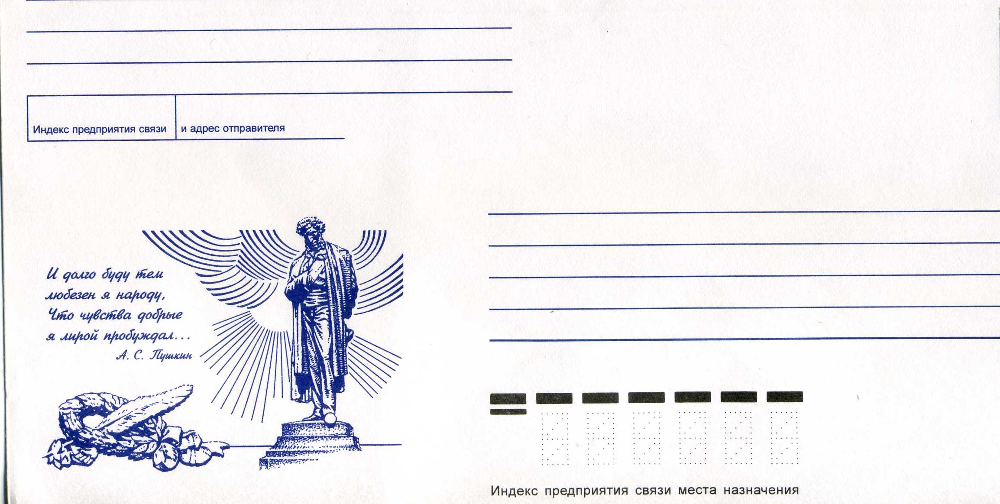 Индекс предприятия связи и адрес отправителя
И долго буду тем
любезен я народу,
Что чувства добрые
я лирой пробуждал...
А. С. Пушкин
Индекс предприятия связи места назначения